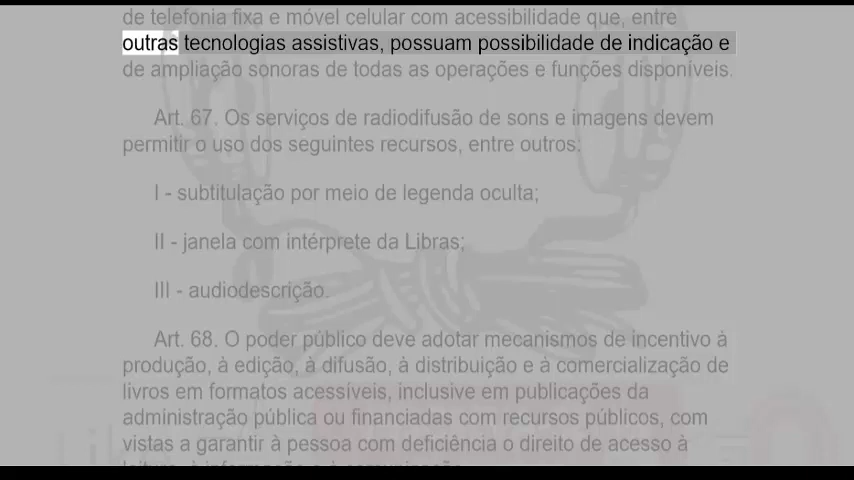 de telefonia fixa e móvel celular com acessibilidade que, entre
outras tecnologias assistivas, possuam possibilidade de indicação e
de ampliação sonoras de todas as operações e funções disponíveis.
Art. 67. Os serviços de radiodifusão de sons e imagens devem
permitir o uso dos seguintes recursos, entre outros:
I - subtitulação por meio de legenda oculta;
II - janela com intérprete da Libras;
III - audiodescrição.
Art. 68. O poder público deve adotar mecanismos de incentivo à
produção, à edição, à difusão, à distribuição e à comercialização de
livros em formatos acessíveis, inclusive em publicações da
administração pública ou financiadas com recursos públicos, com
vistas a garantir à pessoa com deficiência o direito de acesso à